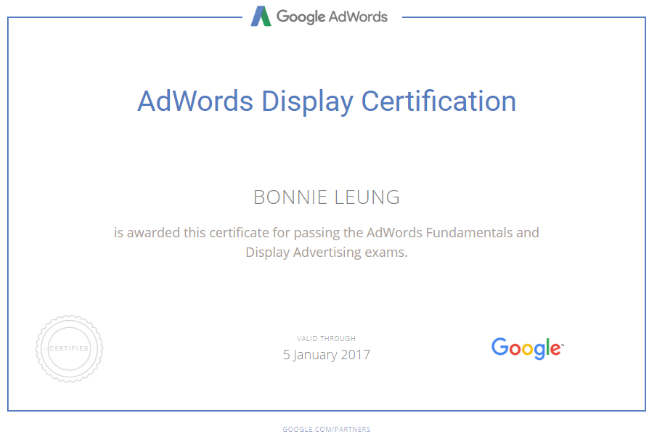 Google AdWords
AdWords Display Certification
BONNIE LEUNG
is awarded this certificate for passing the AdWords Fundamentals and
Display Advertising exams.
CERTIFIED
VALID THROUGH
5 January 2017
Google™
GOOGLE.COM/PARTNERS